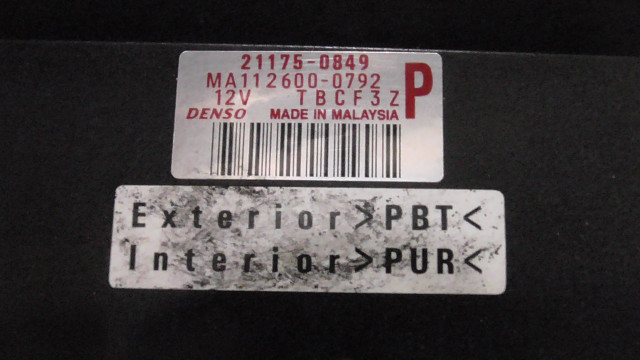 21175-0849
MA112600-0792
12V TBCF3Z P
DENSO MADE IN MALAYSIA
Exterior>PBT<
Interior>PUR<